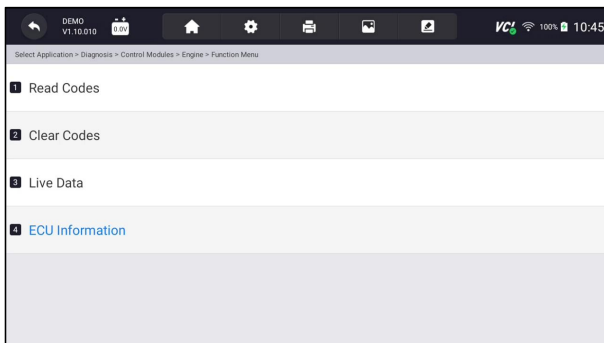 DEMO
V1.10.010
0.0V
VCI
100%
10:45
Select Application > Diagnosis > Control Modules > Engine > Function Menu
1 Read Codes
2 Clear Codes
3 Live Data
4 ECU Information